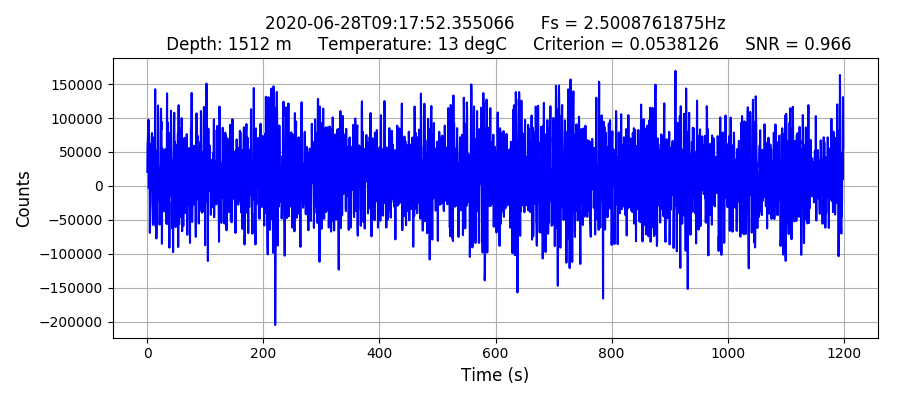 2020-06-28T09:17:52.355066 Fs = 2.5008761875Hz
Depth: 1512 m Temperature: 13 degC Criterion = 0.0538126 SNR = 0.966
Counts
150000
100000
50000
0
−50000
−100000
−150000
−200000
0 200 400 600 800 1000 1200
Time (s)